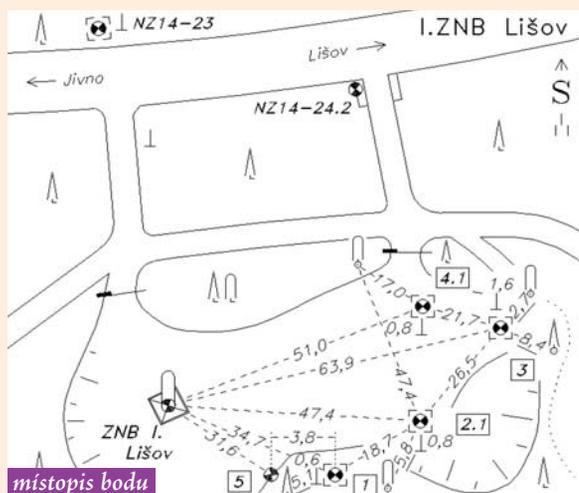 NZ14-23
I.ZNB Lišov
Lišov
Jivno
S
NZ14-24.2
4.1
1,6
17,0
21,7
2,7
0,8
8,4
51,0
63,9
26,5
3
47,4
47,4
2.1
ZNB I.
Lišov
34,7
3,8
18,7
0,8
31,6
0,6
5,8
5
5,1
1
místopis bodu